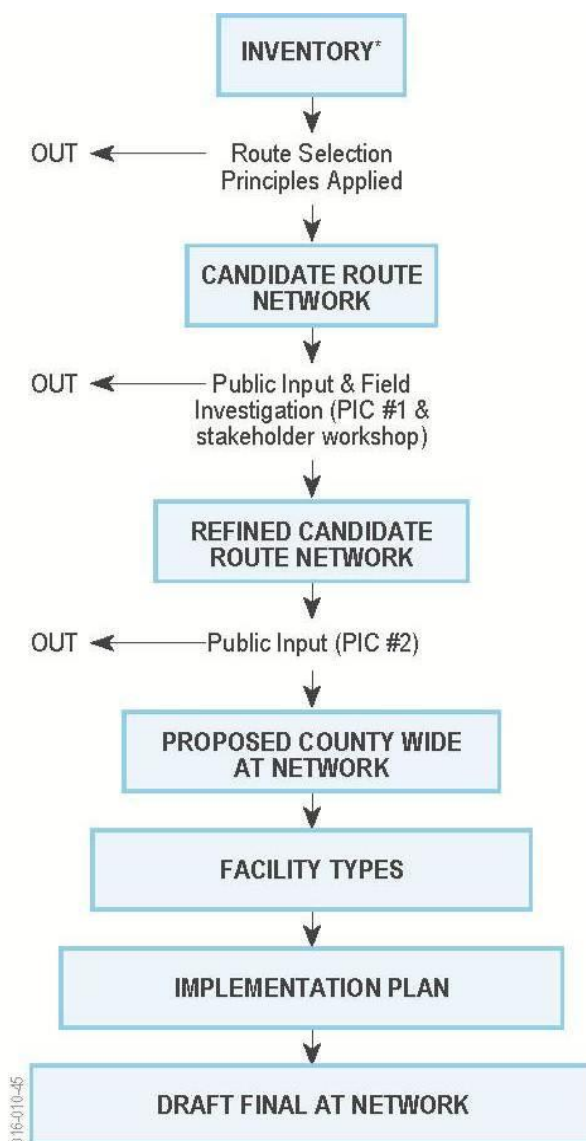 INVENTORY*
OUT
Route Selection
Principles Applied
CANDIDATE ROUTE
NETWORK
OUT
Public Input & Field
Investigation (PIC #1 &
stakeholder workshop)
REFINED CANDIDATE
ROUTE NETWORK
OUT
Public Input (PIC #2)
PROPOSED COUNTY WIDE
AT NETWORK
FACILITY TYPES
IMPLEMENTATION PLAN
DRAFT FINAL AT NETWORK